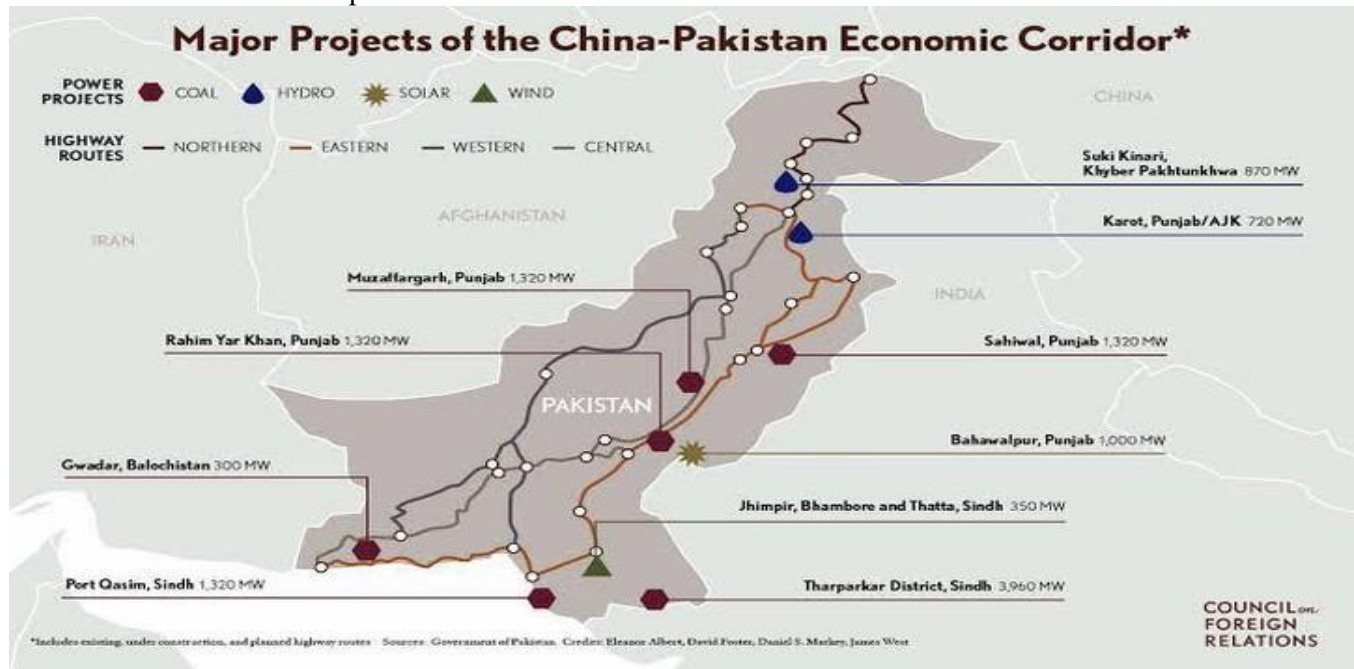 Major Projects of the China-Pakistan Economic Corridor*
POWER PROJECTS
COAL HYDRO SOLAR WIND
HIGHWAY ROUTES
NORTHERN EASTERN WESTERN CENTRAL
CHINA
Suki Kinari,
Khyber Pakhtunkhwa 870 MW
AFGHANISTAN
Karot, Punjab/AJK 720 MW
IRAN
Muzaffargarh, Punjab 1,320 MW
INDIA
Rahim Yar Khan, Punjab 1,320 MW
Sahiwal, Punjab 1,320 MW
PAKISTAN
Bahawalpur, Punjab 1,000 MW
Gwadar, Balochistan 300 MW
Jhimpir, Bhambore and Thatta, Sindh 350 MW
Port Qasim, Sindh 1,320 MW
Tharparkar District, Sindh 3,960 MW
COUNCIL on
FOREIGN
RELATIONS
*Includes existing, under construction, and planned highway routes Sources: Government of Pakistan. Credits: Eleanor Albert, David Foster, Daniel S. Markey, James West